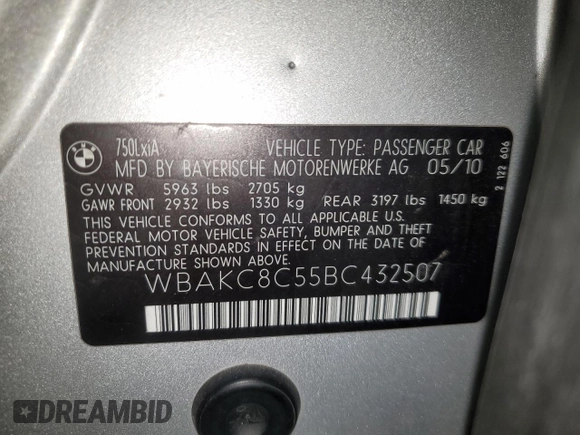 BMW
750LxiA VEHICLE TYPE: PASSENGER CAR
MFD BY BAYERISCHE MOTORENWERKE AG 05/10
GVWR 5963 lbs 2705 kg
GAWR FRONT 2932 lbs 1330 kg REAR 3197 lbs 1450 kg
THIS VEHICLE CONFORMS TO ALL APPLICABLE U.S.
FEDERAL MOTOR VEHICLE SAFETY, BUMPER AND THEFT
PREVENTION STANDARDS IN EFFECT ON THE DATE OF
MANUFACTURE SHOWN ABOVE.
WBAKC8C55BC432507
2 122 606
DREAMBID